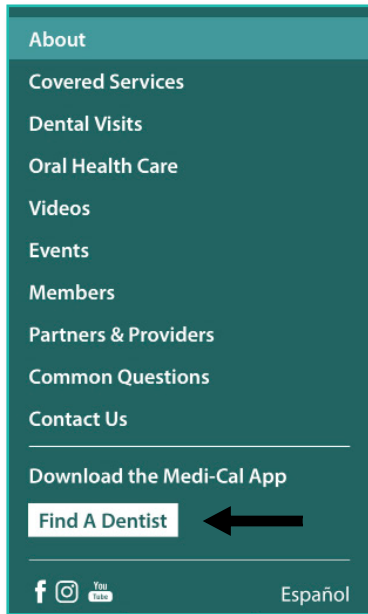 About
Covered Services
Dental Visits
Oral Health Care
Videos
Events
Members
Partners & Providers
Common Questions
Contact Us
Download the Medi-Cal App
Find A Dentist
You
Tube
Español